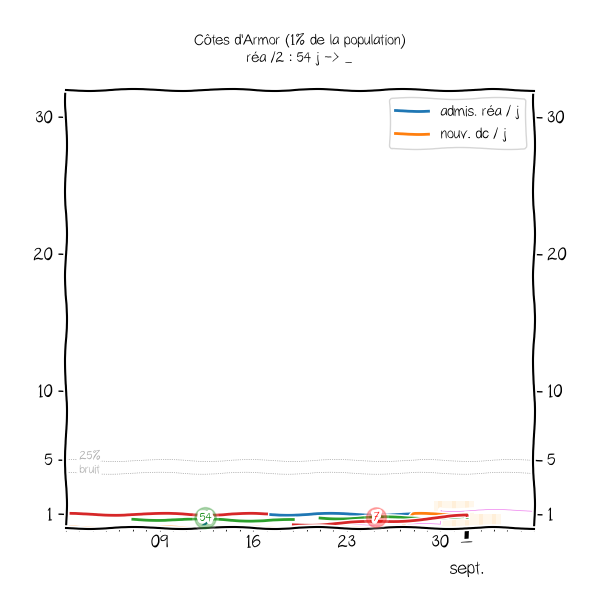 Côtes d'Armor (1% de la population)
réa /2 : 54 j -> _
admis. réa / j
nouv. dc / j
30 30
20 20
10 10
5 5
25%
bruit
1 1
54 7
09 16 23 30 1
sept.